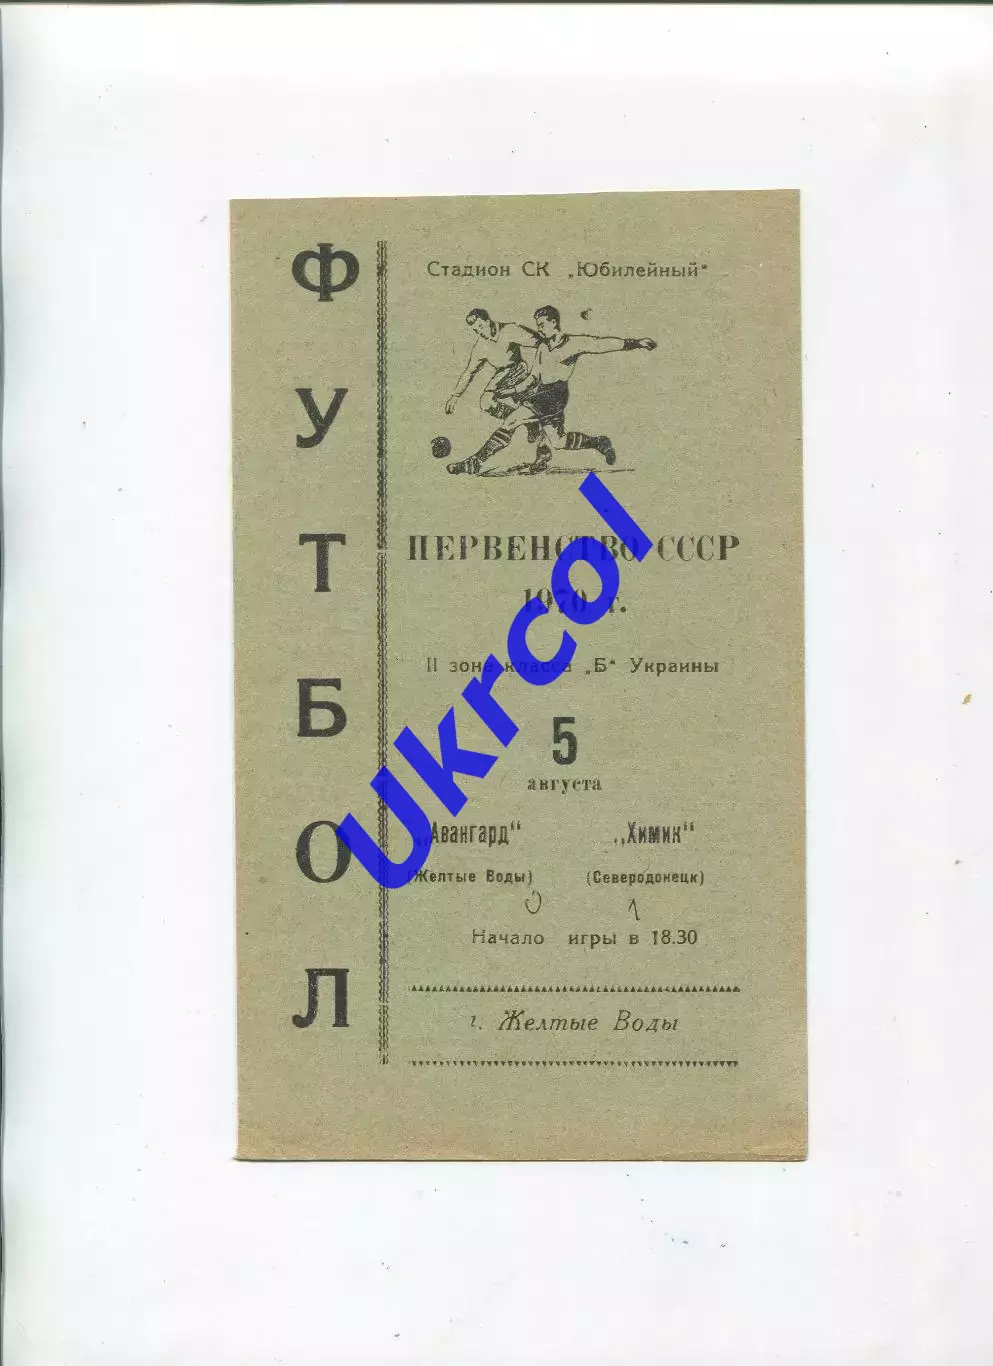 ФУТБОЛ
Стадион СК „Юбилейный"
ПЕРВЕНСТВО СССР
1970 г.
II зона класса „Б" Украины
5
августа
„Авангард" „Химик"
(Желтые Воды) (Северодонецк)
0 1
Начало игры в 18.30
г. Желтые Воды
Ukrcol